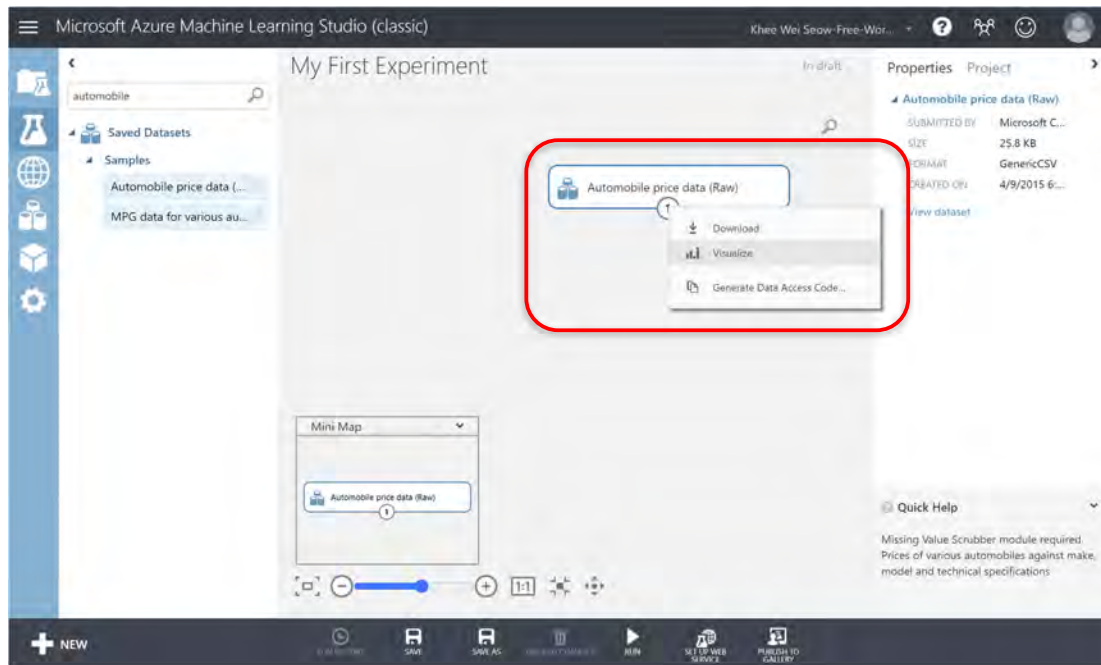 Microsoft Azure Machine Learning Studio (classic)
Khee Wei Seow-Free-Wor...
?
automobile
Saved Datasets
Samples
Automobile price data (...
MPG data for various au...
My First Experiment
In draft
Automobile price data (Raw)
1
Download
Visualize
Generate Data Access Code...
Mini Map
Automobile price data (Raw)
1
1:1
Properties Project
Automobile price data (Raw)
SUBMITTED BY Microsoft C...
SIZE 25.8 KB
FORMAT GenericCSV
CREATED ON 4/9/2015 6:...
View dataset
Quick Help
Missing Value Scrubber module required.
Prices of various automobiles against make,
model and technical specifications
NEW
SAVE
SAVE AS
RUN
SET UP WEB
SERVICE
PUBLISH TO
GALLERY